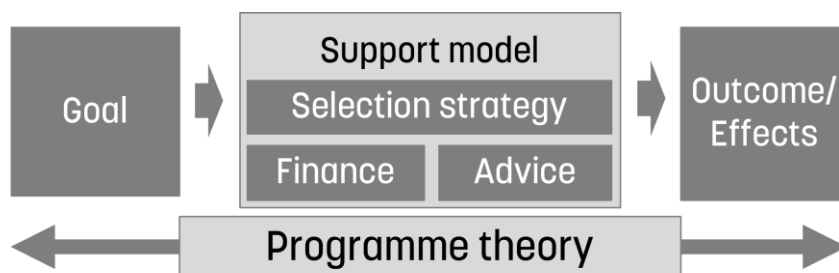 Goal
Support model
Selection strategy
Finance
Advice
Outcome/
Effects
Programme theory